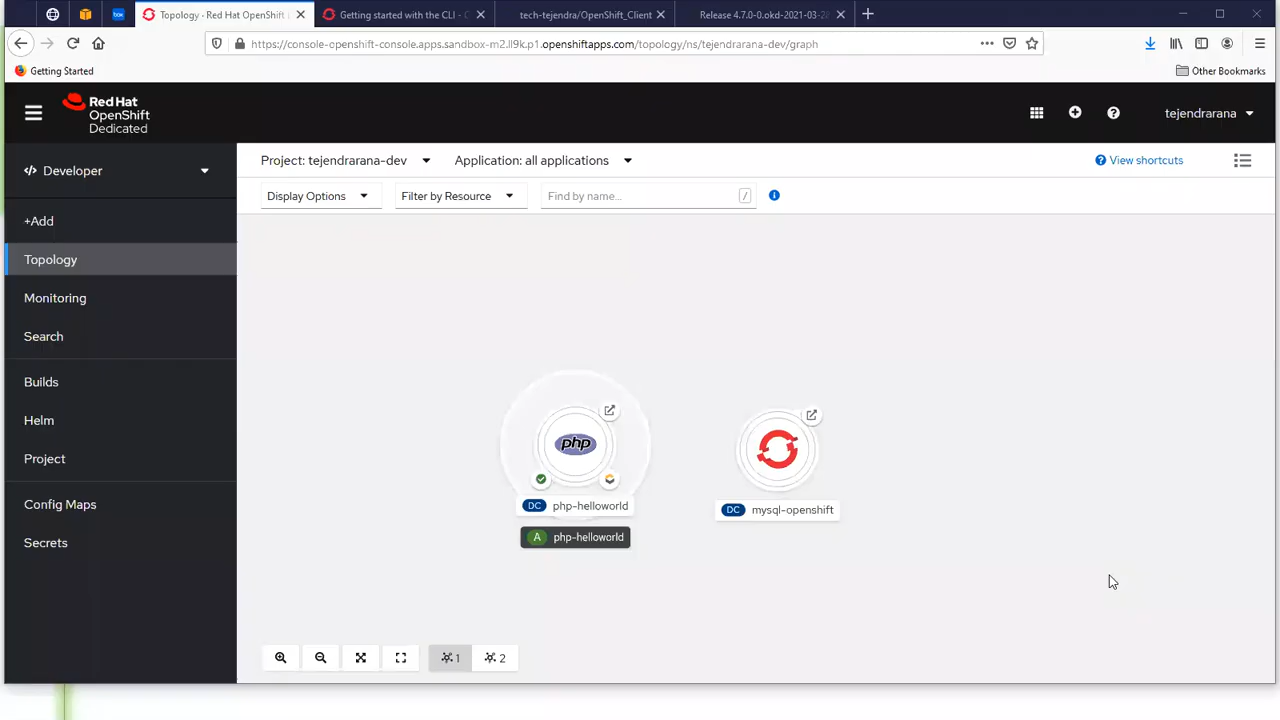 Topology - Red Hat OpenShift
Getting started with the CLI - C
tech-tejendra/OpenShift_Client
Release 4.7.0-0.okd-2021-03-2
https://console-openshift-console.apps.sandbox-m2.ll9k.p1.openshiftapps.com/topology/ns/tejendrarana-dev/graph
Getting Started
Other Bookmarks
Red Hat
OpenShift
Dedicated
tejendrarana
Developer
Project: tejendrarana-dev
Application: all applications
View shortcuts
Display Options
Filter by Resource
Find by name...
/
+Add
Topology
Monitoring
Search
Builds
Helm
Project
Config Maps
Secrets
php
DC php-helloworld
A php-helloworld
DC mysql-openshift
1
2